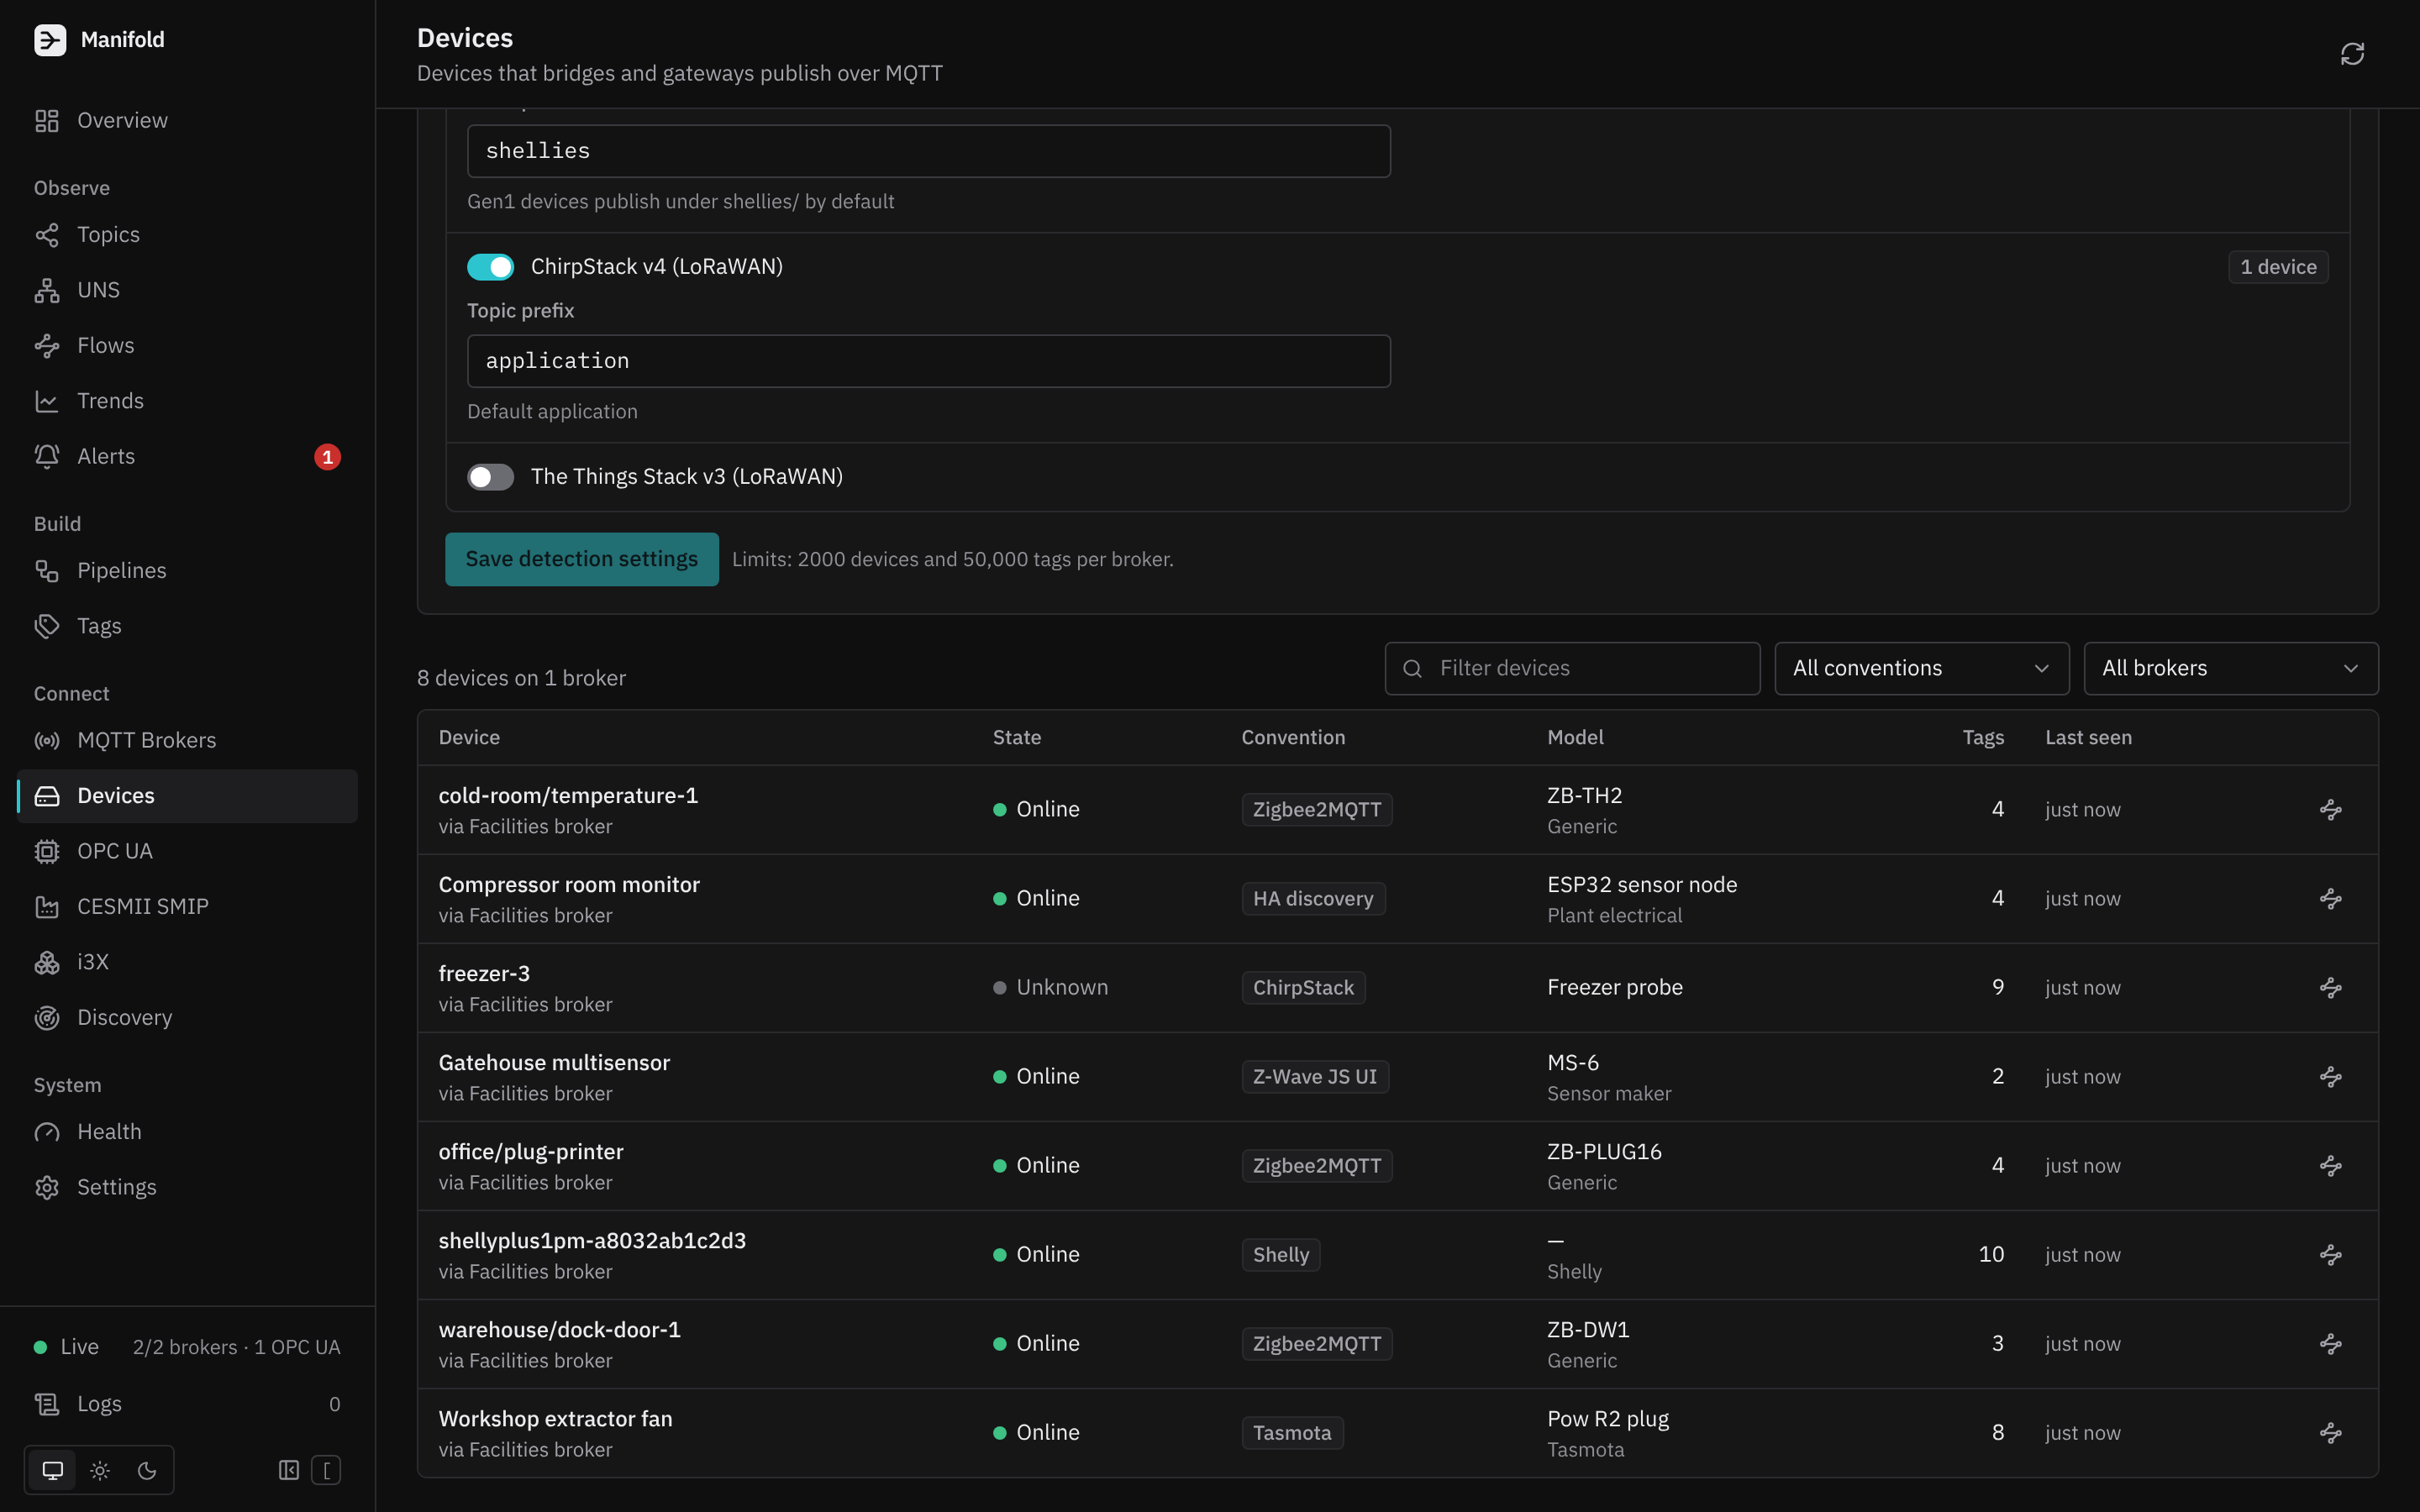 Manifold
Overview
Observe
Topics
UNS
Flows
Trends
Alerts 1
Build
Pipelines
Tags
Connect
MQTT Brokers
Devices
OPC UA
CESMII SMIP
i3X
Discovery
System
Health
Settings
Live 2/2 brokers · 1 OPC UA
Logs 0
[
Devices
Devices that bridges and gateways publish over MQTT
shellies
Gen1 devices publish under shellies/ by default
ChirpStack v4 (LoRaWAN) 1 device
Topic prefix
application
Default application
The Things Stack v3 (LoRaWAN)
Save detection settings Limits: 2000 devices and 50,000 tags per broker.
8 devices on 1 broker Filter devices All conventions All brokers
Device State Convention Model Tags Last seen
cold-room/temperature-1 Online Zigbee2MQTT ZB-TH2 4 just now
via Facilities broker Generic
Compressor room monitor Online HA discovery ESP32 sensor node 4 just now
via Facilities broker Plant electrical
freezer-3 Unknown ChirpStack Freezer probe 9 just now
via Facilities broker
Gatehouse multisensor Online Z-Wave JS UI MS-6 2 just now
via Facilities broker Sensor maker
office/plug-printer Online Zigbee2MQTT ZB-PLUG16 4 just now
via Facilities broker Generic
shellyplus1pm-a8032ab1c2d3 Online Shelly — 10 just now
via Facilities broker Shelly
warehouse/dock-door-1 Online Zigbee2MQTT ZB-DW1 3 just now
via Facilities broker Generic
Workshop extractor fan Online Tasmota Pow R2 plug 8 just now
via Facilities broker Tasmota